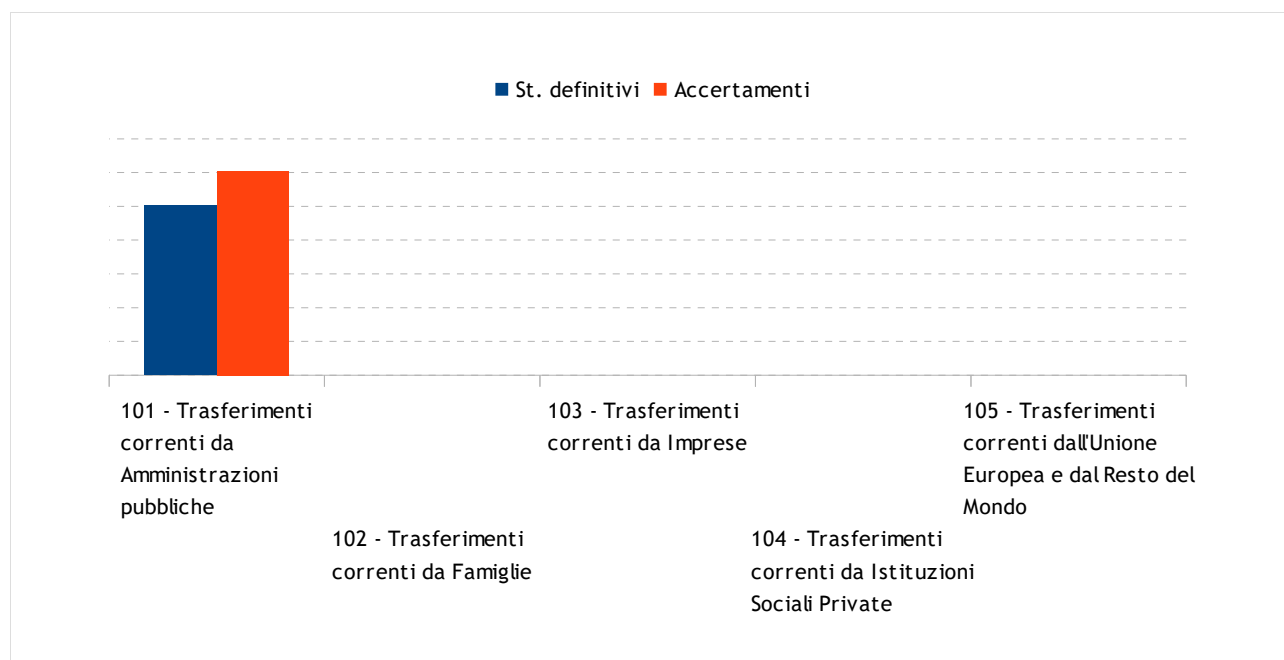 St. definitivi Accertamenti
101 - Trasferimenti
correnti da
Amministrazioni
pubbliche
102 - Trasferimenti
correnti da Famiglie
103 - Trasferimenti
correnti da Imprese
104 - Trasferimenti
correnti da Istituzioni
Sociali Private
105 - Trasferimenti
correnti dall'Unione
Europea e dal Resto del
Mondo